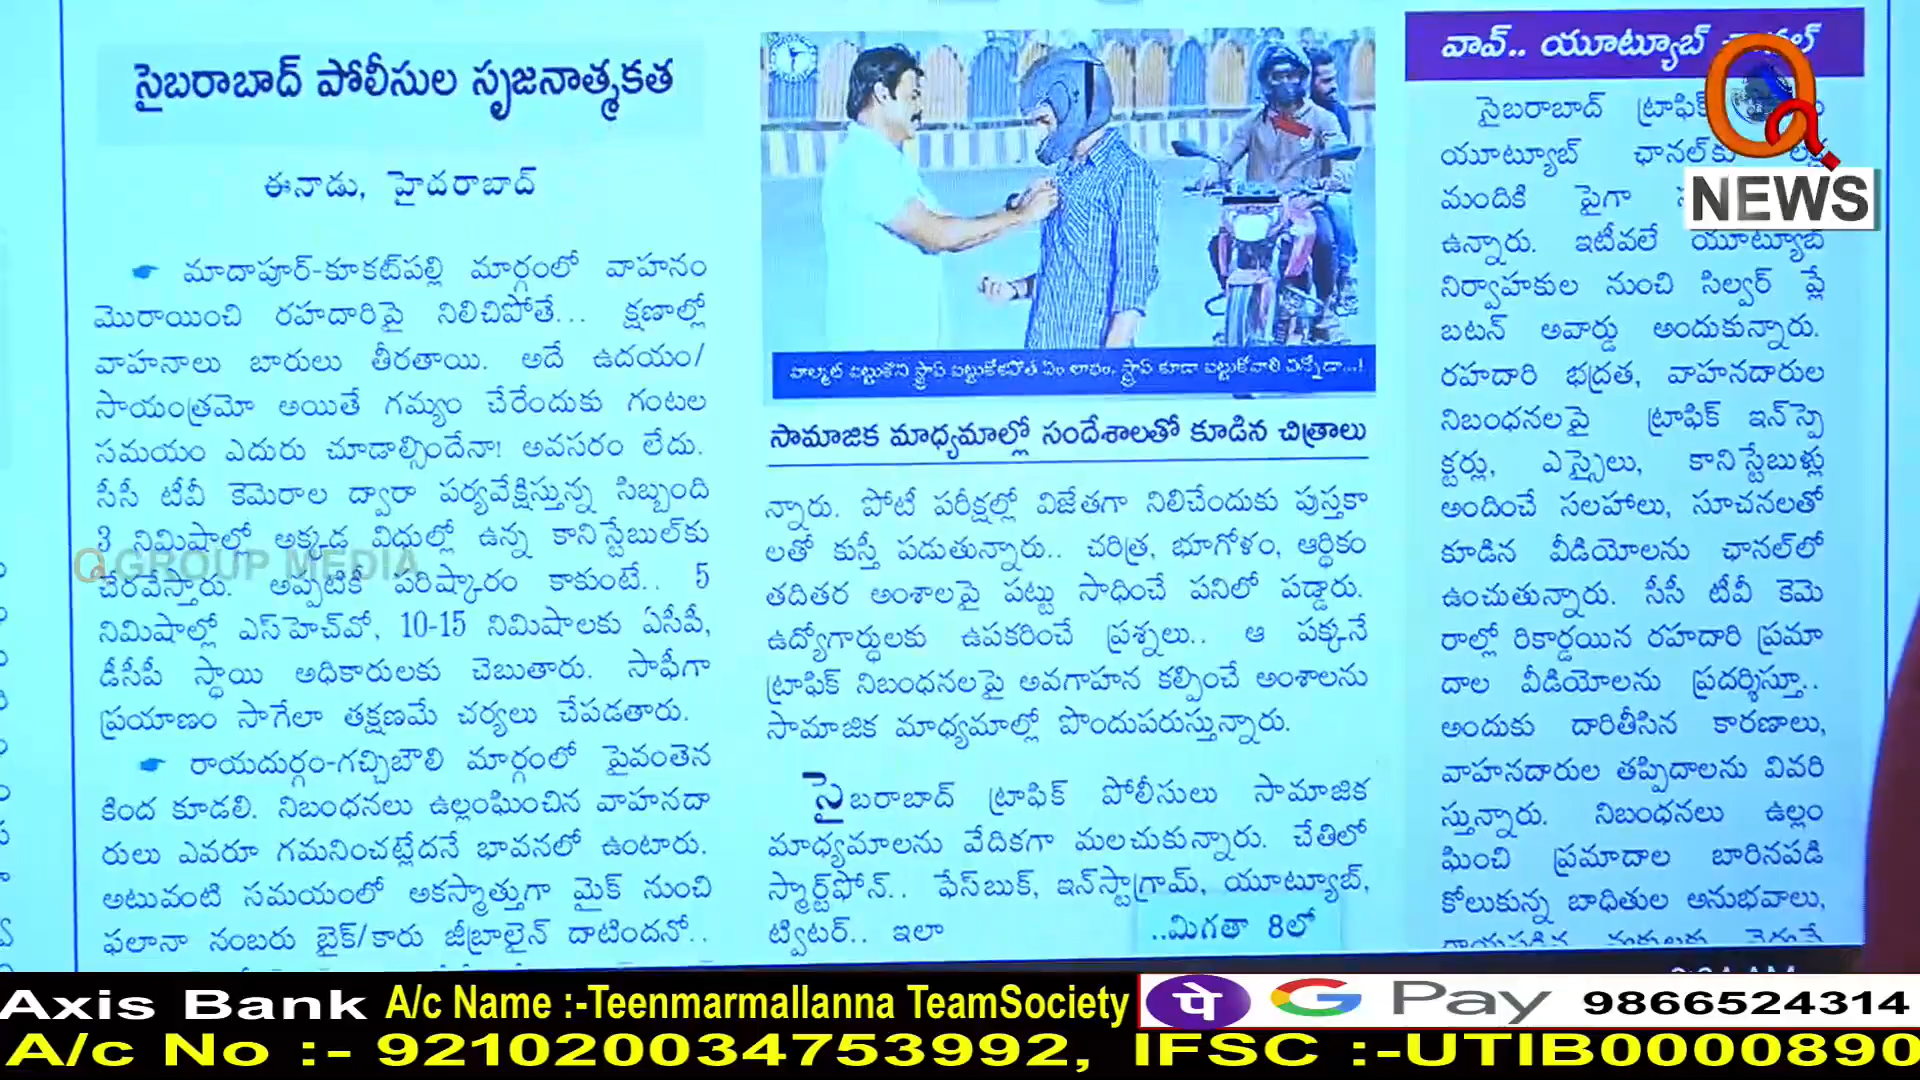 సైబరాబాద్ పోలీసుల సృజనాత్మకత
ఈనాడు, హైదరాబాద్
మాదాపూర్-కూకట్‌పల్లి మార్గంలో వాహనం
మొరాయించి రహదారిపై నిలిచిపోతే... క్షణాల్లో
వాహనాలు బారులు తీరతాయి. అదే ఉదయం/
సాయంత్రమో అయితే గమ్యం చేరేందుకు గంటల
సమయం ఎదురు చూడాల్సిందేనా! అవసరం లేదు.
సీసీ టీవీ కెమెరాల ద్వారా పర్యవేక్షిస్తున్న సిబ్బంది
3 నిమిషాల్లో అక్కడ విధుల్లో ఉన్న కానిస్టేబుల్‌కు
చేరవేస్తారు. అప్పటికీ పరిష్కారం కాకుంటే.. 5
నిమిషాల్లో ఎస్‌హెచ్‌వో, 10-15 నిమిషాలకు ఏసీపీ,
డీసీపీ స్థాయి అధికారులకు చెబుతారు. సాఫీగా
ప్రయాణం సాగేలా తక్షణమే చర్యలు చేపడతారు.
రాయదుర్గం-గచ్చిబౌలి మార్గంలో పైవంతెన
కింద కూడలి. నిబంధనలు ఉల్లంఘించిన వాహనదా
రులు ఎవరూ గమనించట్లేదనే భావనలో ఉంటారు.
అటువంటి సమయంలో అకస్మాత్తుగా మైక్ నుంచి
ఫలానా నంబరు బైక్/కారు జీబ్రాలైన్ దాటిందనో..
Q GROUP MEDIA
హెల్మెట్ పెట్టుకొని స్ట్రాప్ పెట్టుకోకపోతే ఏం లాభం, స్ట్రాప్ కూడా పెట్టుకోవాలి చిన్నోడా...!
సామాజిక మాధ్యమాల్లో సందేశాలతో కూడిన చిత్రాలు
న్నారు. పోటీ పరీక్షల్లో విజేతగా నిలిచేందుకు పుస్తకా
లతో కుస్తీ పడుతున్నారు.. చరిత్ర, భూగోళం, ఆర్థికం
తదితర అంశాలపై పట్టు సాధించే పనిలో పడ్డారు.
ఉద్యోగార్థులకు ఉపకరించే ప్రశ్నలు.. ఆ పక్కనే
ట్రాఫిక్ నిబంధనలపై అవగాహన కల్పించే అంశాలను
సామాజిక మాధ్యమాల్లో పొందుపరుస్తున్నారు.
సైబరాబాద్ ట్రాఫిక్ పోలీసులు సామాజిక
మాధ్యమాలను వేదికగా మలచుకున్నారు. చేతిలో
స్మార్ట్‌ఫోన్.. ఫేస్‌బుక్, ఇన్‌స్టాగ్రామ్, యూట్యూబ్,
ట్విటర్.. ఇలా
..మిగతా 8లో
వావ్.. యూట్యూబ్
సైబరాబాద్ ట్రాఫిక్
యూట్యూబ్ ఛానల్‌కు
మందికి పైగా
ఉన్నారు. ఇటీవలే యూట్యూబ్
నిర్వాహకుల నుంచి సిల్వర్ ప్లే
బటన్ అవార్డు అందుకున్నారు.
రహదారి భద్రత, వాహనదారుల
నిబంధనలపై ట్రాఫిక్ ఇన్‌స్పె
క్టర్లు, ఎస్సైలు, కానిస్టేబుళ్లు
అందించే సలహాలు, సూచనలతో
కూడిన వీడియోలను ఛానల్‌లో
ఉంచుతున్నారు. సీసీ టీవీ కెమె
రాల్లో రికార్డయిన రహదారి ప్రమా
దాల వీడియోలను ప్రదర్శిస్తూ..
అందుకు దారితీసిన కారణాలు,
వాహనదారుల తప్పిదాలను వివరి
స్తున్నారు. నిబంధనలు ఉల్లం
ఘించి ప్రమాదాల బారినపడి
కోలుకున్న బాధితుల అనుభవాలు,
Q NEWS
Axis Bank A/c Name :-Teenmarmallanna TeamSociety
पे G Pay 9866524314
A/c No :- 921020034753992, IFSC :-UTIB0000890